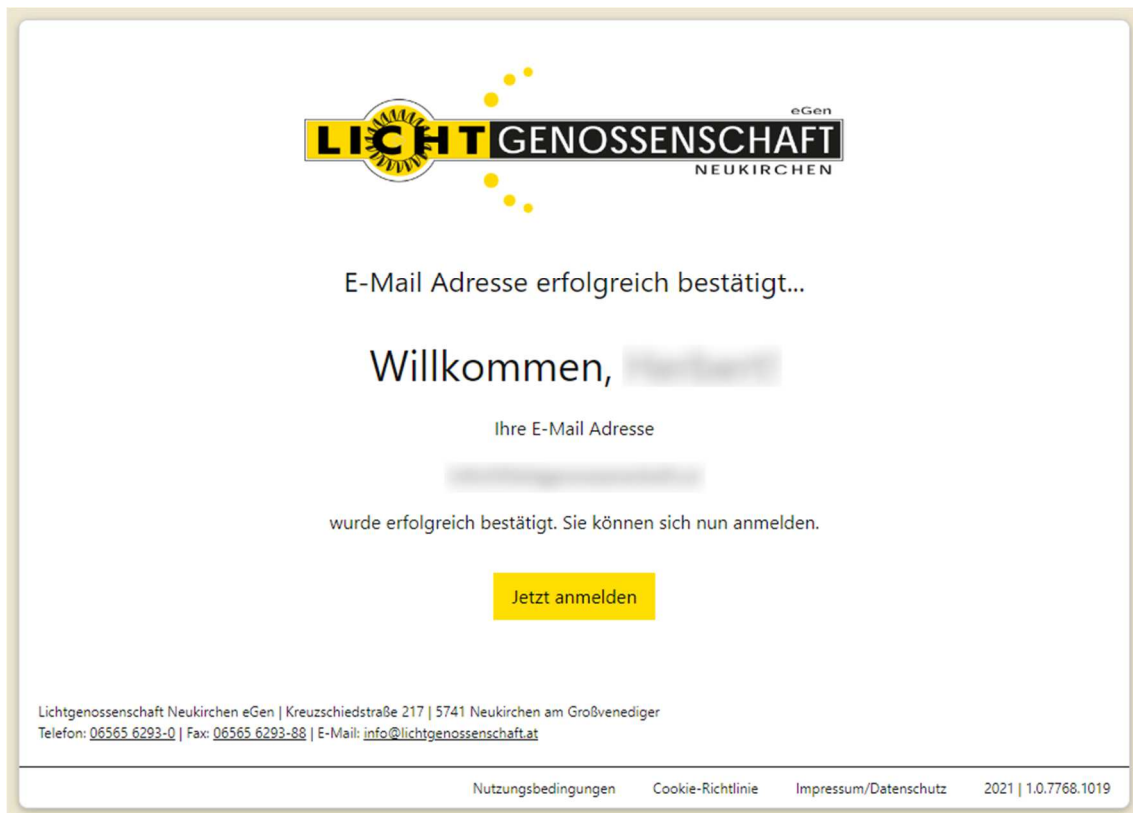 eGen
LICHT GENOSSENSCHAFT
NEUKIRCHEN
E-Mail Adresse erfolgreich bestätigt...
Willkommen,
Ihre E-Mail Adresse
wurde erfolgreich bestätigt. Sie können sich nun anmelden.
Jetzt anmelden
Lichtgenossenschaft Neukirchen eGen | Kreuzschiedstraße 217 | 5741 Neukirchen am Großvenediger
Telefon: 06565 6293-0 | Fax: 06565 6293-88 | E-Mail: info@lichtgenossenschaft.at
Nutzungsbedingungen Cookie-Richtlinie Impressum/Datenschutz 2021 | 1.0.7768.1019